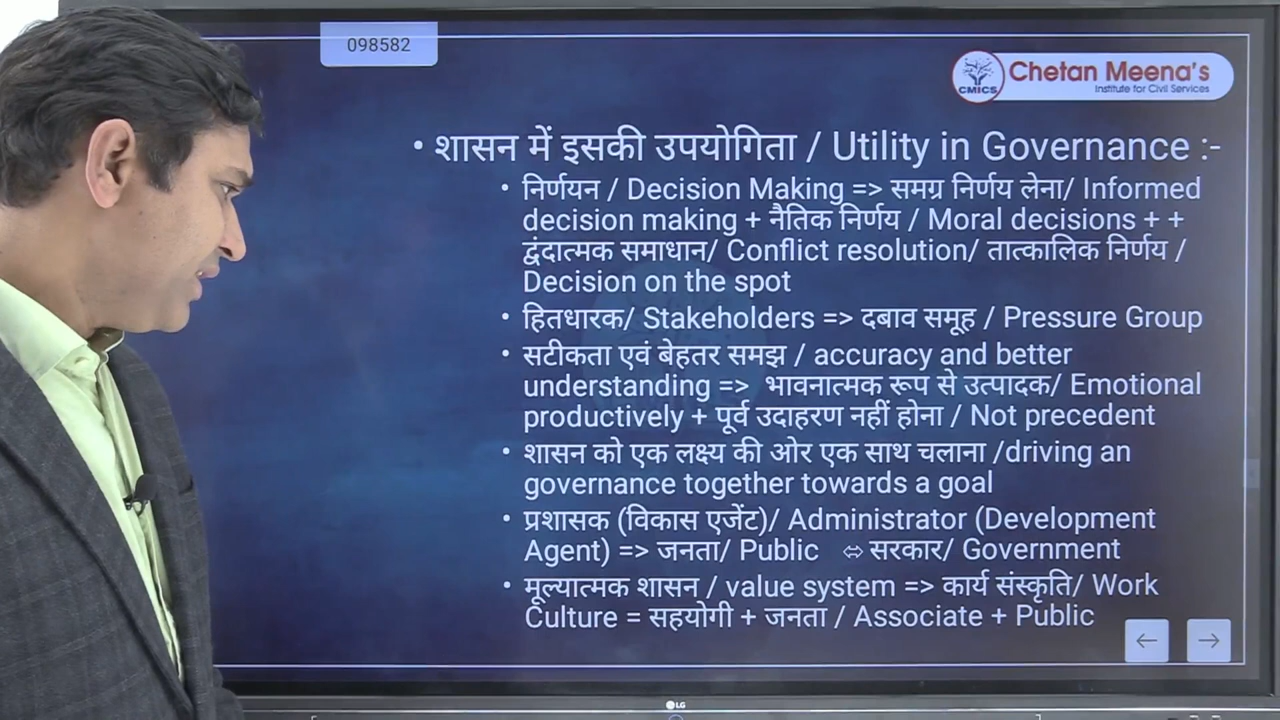 098582
Chetan Meena's
Institute for Civil Services
CMICS
• शासन में इसकी उपयोगिता / Utility in Governance :-
• निर्णयन / Decision Making => समग्र निर्णय लेना/ Informed
decision making + नैतिक निर्णय / Moral decisions + +
द्वंदात्मक समाधान/ Conflict resolution/ तात्कालिक निर्णय /
Decision on the spot
• हितधारक/ Stakeholders => दबाव समूह / Pressure Group
• सटीकता एवं बेहतर समझ / accuracy and better
understanding => भावनात्मक रूप से उत्पादक/ Emotional
productively + पूर्व उदाहरण नहीं होना / Not precedent
• शासन को एक लक्ष्य की ओर एक साथ चलाना /driving an
governance together towards a goal
• प्रशासक (विकास एजेंट)/ Administrator (Development
Agent) => जनता/ Public ⇔ सरकार/ Government
• मूल्यात्मक शासन / value system => कार्य संस्कृति/ Work
Culture = सहयोगी + जनता / Associate + Public
LG